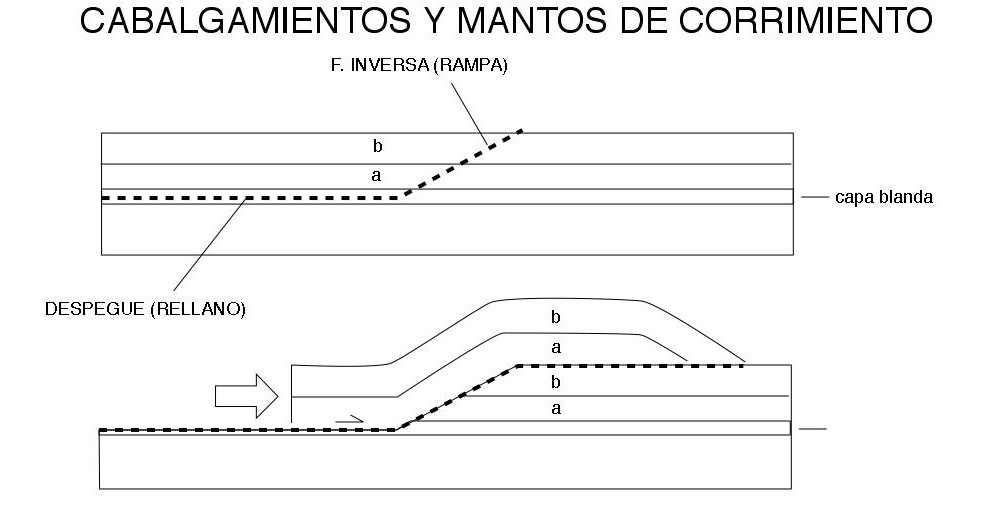 CABALGAMIENTOS Y MANTOS DE CORRIMIENTO
F. INVERSA (RAMPA)
b
a
capa blanda
DESPEGUE (RELLANO)
b
a
b
a